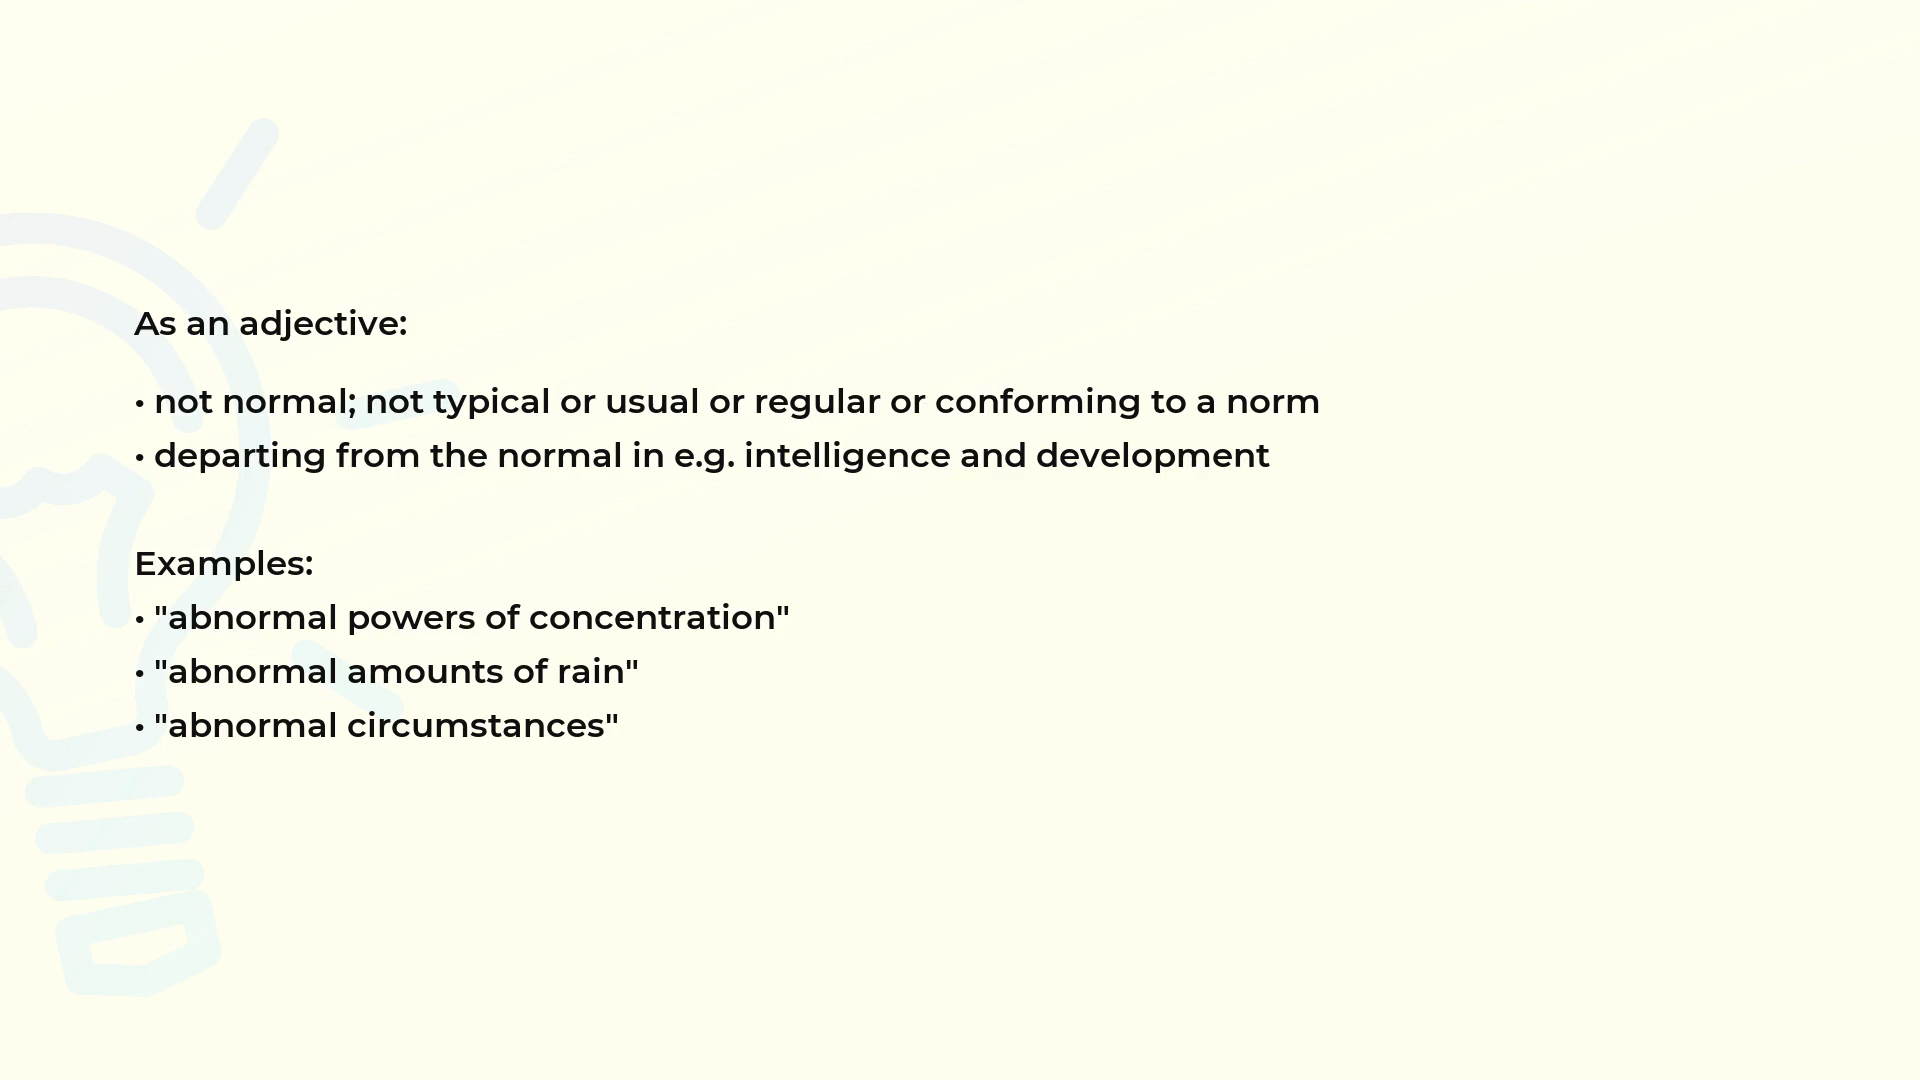 As an adjective:
• not normal; not typical or usual or regular or conforming to a norm
• departing from the normal in e.g. intelligence and development
Examples:
• "abnormal powers of concentration"
• "abnormal amounts of rain"
• "abnormal circumstances"